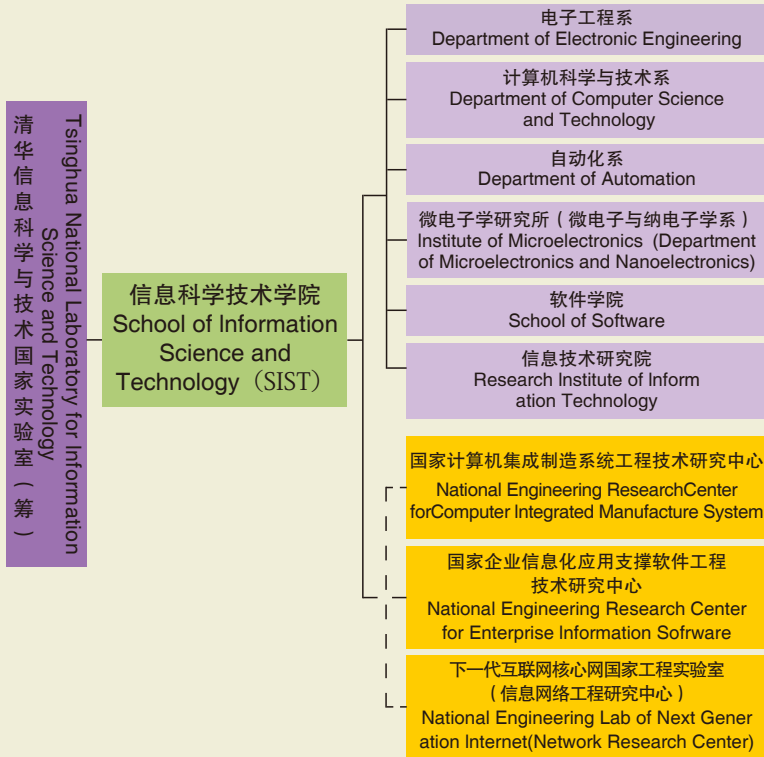 清华信息科学与技术国家实验室（筹）
Tsinghua National Laboratory for Information
Science and Technology
信息科学技术学院
School of Information
Science and
Technology（SIST）
电子工程系
Department of Electronic Engineering
计算机科学与技术系
Department of Computer Science
and Technology
自动化系
Department of Automation
微电子学研究所（微电子与纳电子学系）
Institute of Microelectronics (Department
of Microelectronics and Nanoelectronics)
软件学院
School of Software
信息技术研究院
Research Institute of Inform
ation Technology
国家计算机集成制造系统工程技术研究中心
National Engineering ResearchCenter
forComputer Integrated Manufacture System
国家企业信息化应用支撑软件工程
技术研究中心
National Engineering Research Center
for Enterprise Information Sofrware
下一代互联网核心网国家工程实验室
（信息网络工程研究中心）
National Engineering Lab of Next Gener
ation Internet(Network Research Center)